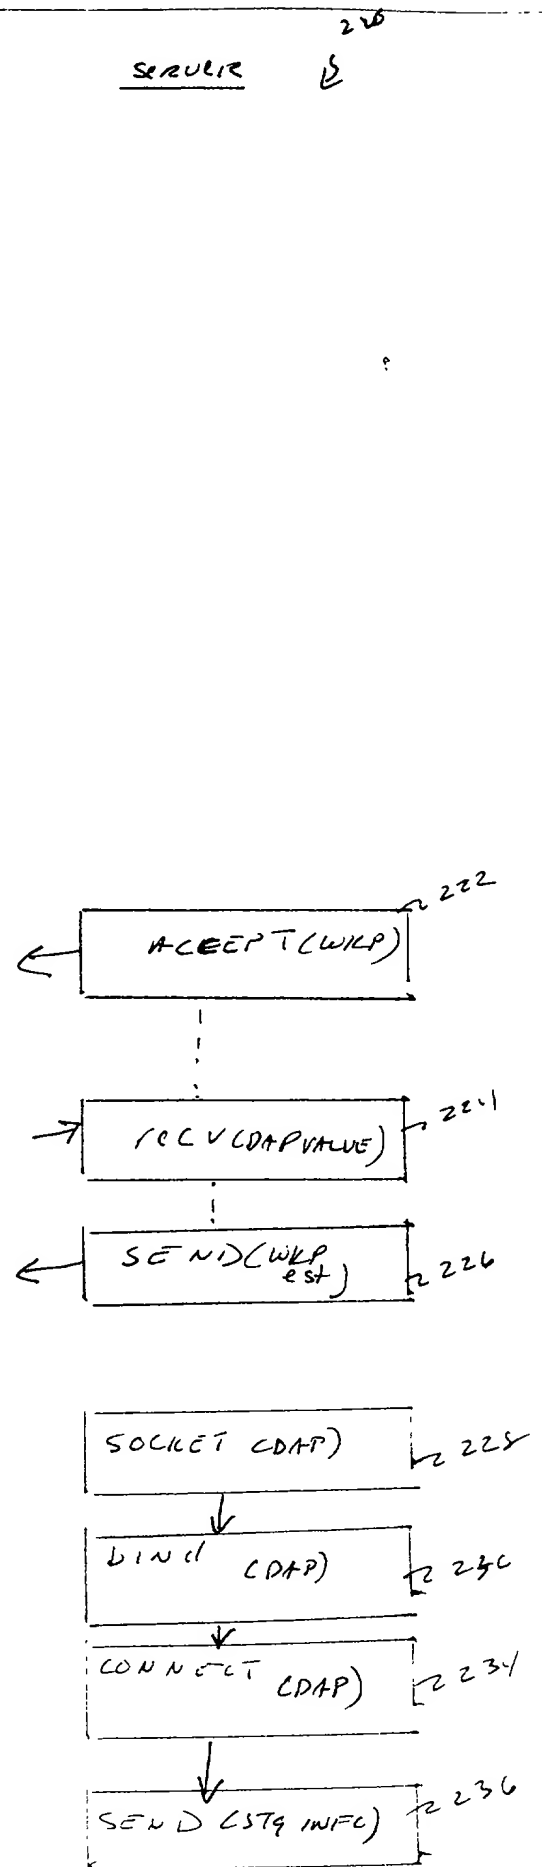 220
SERVER
222
ACCEPT (WKP)
224
recv (DAP VALUE)
SEND (WKP
est)
226
SOCKET (DAP)
228
bind (DAP)
230
CONNECT (DAP)
234
SEND (STG INFO)
236